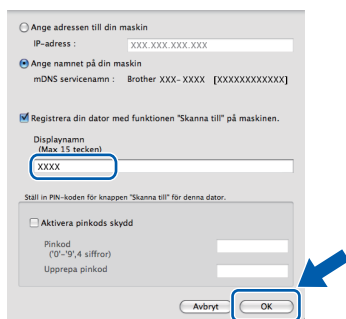 Ange adressen till din maskin
IP-adress : XXX.XXX.XXX.XXX
Ange namnet på din maskin
mDNS servicenamn : Brother XXX-XXXX [XXXXXXXXXXXX]
Registrera din dator med funktionen "Skanna till" på maskinen.
Displaynamn
(Max 15 tecken)
XXXX
Ställ in PIN-koden för knappen "Skanna till" för denna dator.
Aktivera pinkods skydd
Pinkod
('0'-'9',4 siffror)
Upprepa pinkod
Avbryt OK